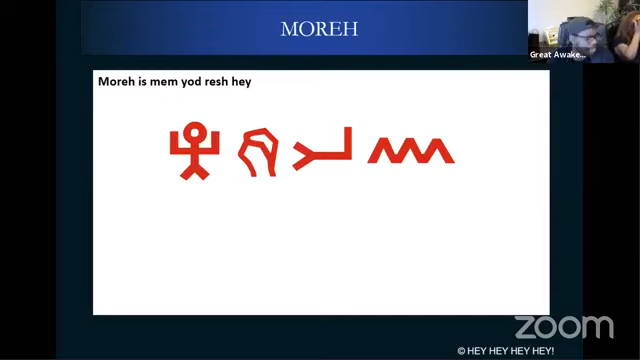 MOREH
Great Awake...
Moreh is mem yod resh hey
zoom
© HEY HEY HEY HEY!